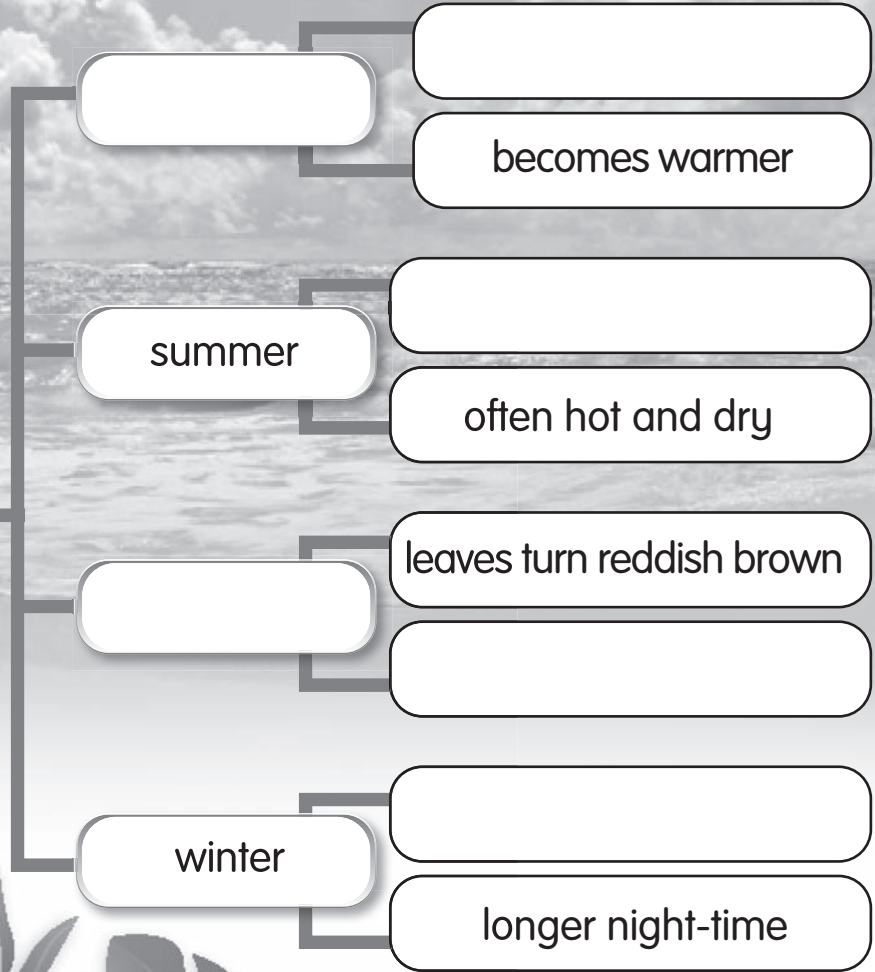 becomes warmer
summer
often hot and dry
leaves turn reddish brown
winter
longer night-time